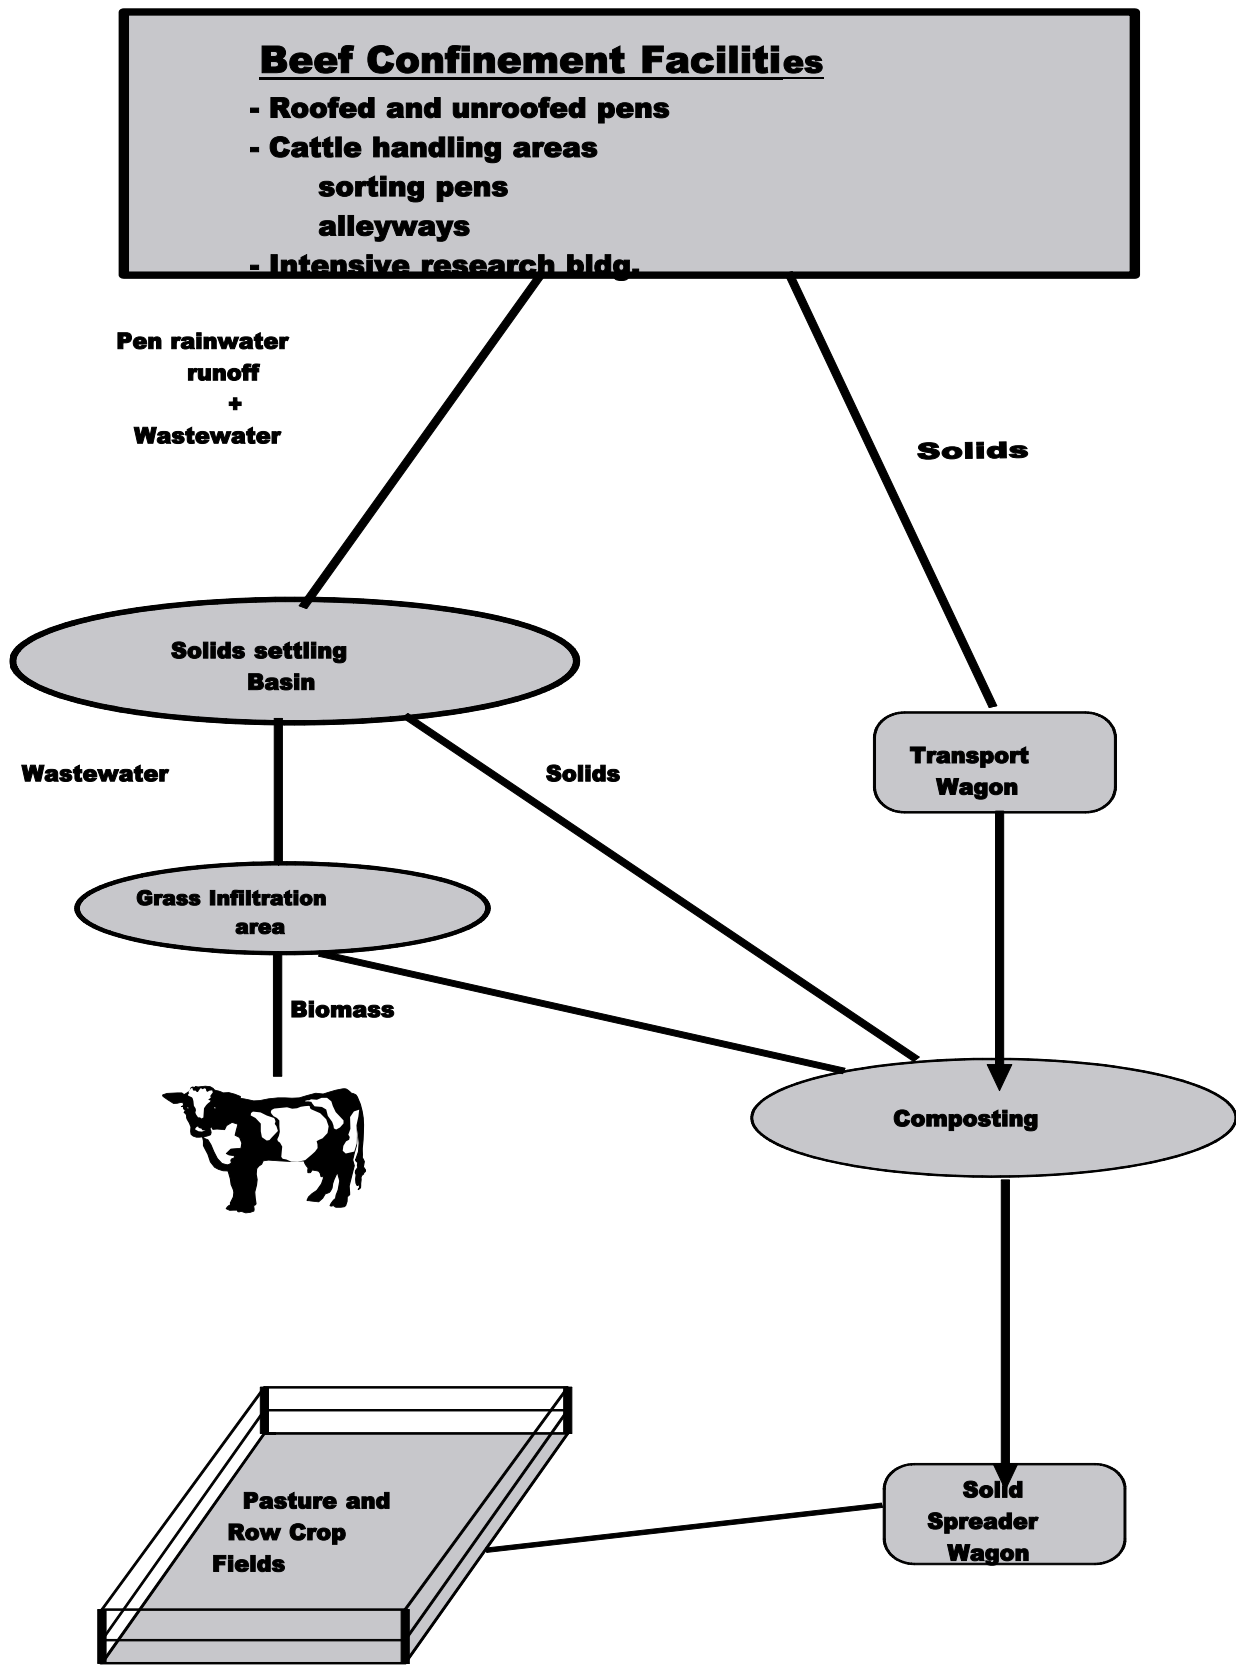 Beef Confinement Facilities
- Roofed and unroofed pens
- Cattle handling areas
sorting pens
alleyways
- Intensive research bldg.
Pen rainwater
runoff
+
Wastewater
Solids
Solids settling
Basin
Wastewater
Solids
Transport
Wagon
Grass Infiltration
area
Biomass
Composting
Pasture and
Row Crop
Fields
Solid
Spreader
Wagon